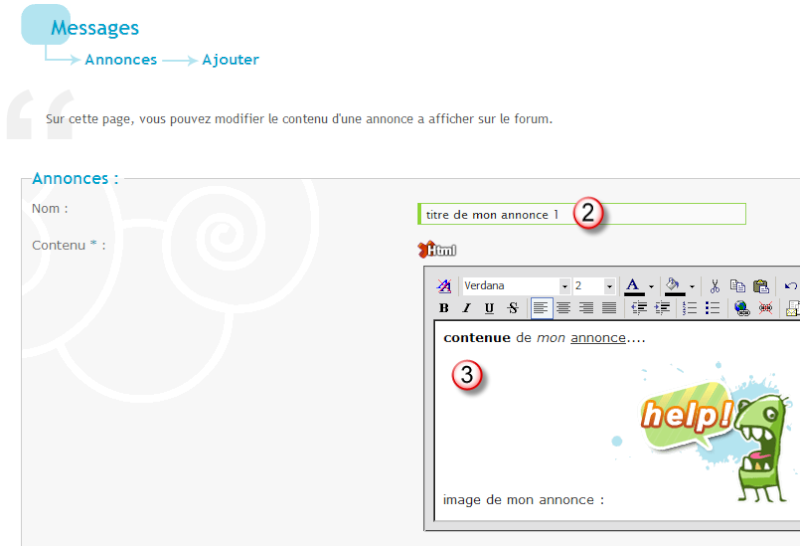 Messages
Annonces Ajouter
Sur cette page, vous pouvez modifier le contenu d'une annonce a afficher sur le forum.
Annonces :
Nom :
titre de mon annonce 1
2
Contenu * :
Html
Verdana 2 A
B I U S
contenue de mon annonce....
3
help!
image de mon annonce :